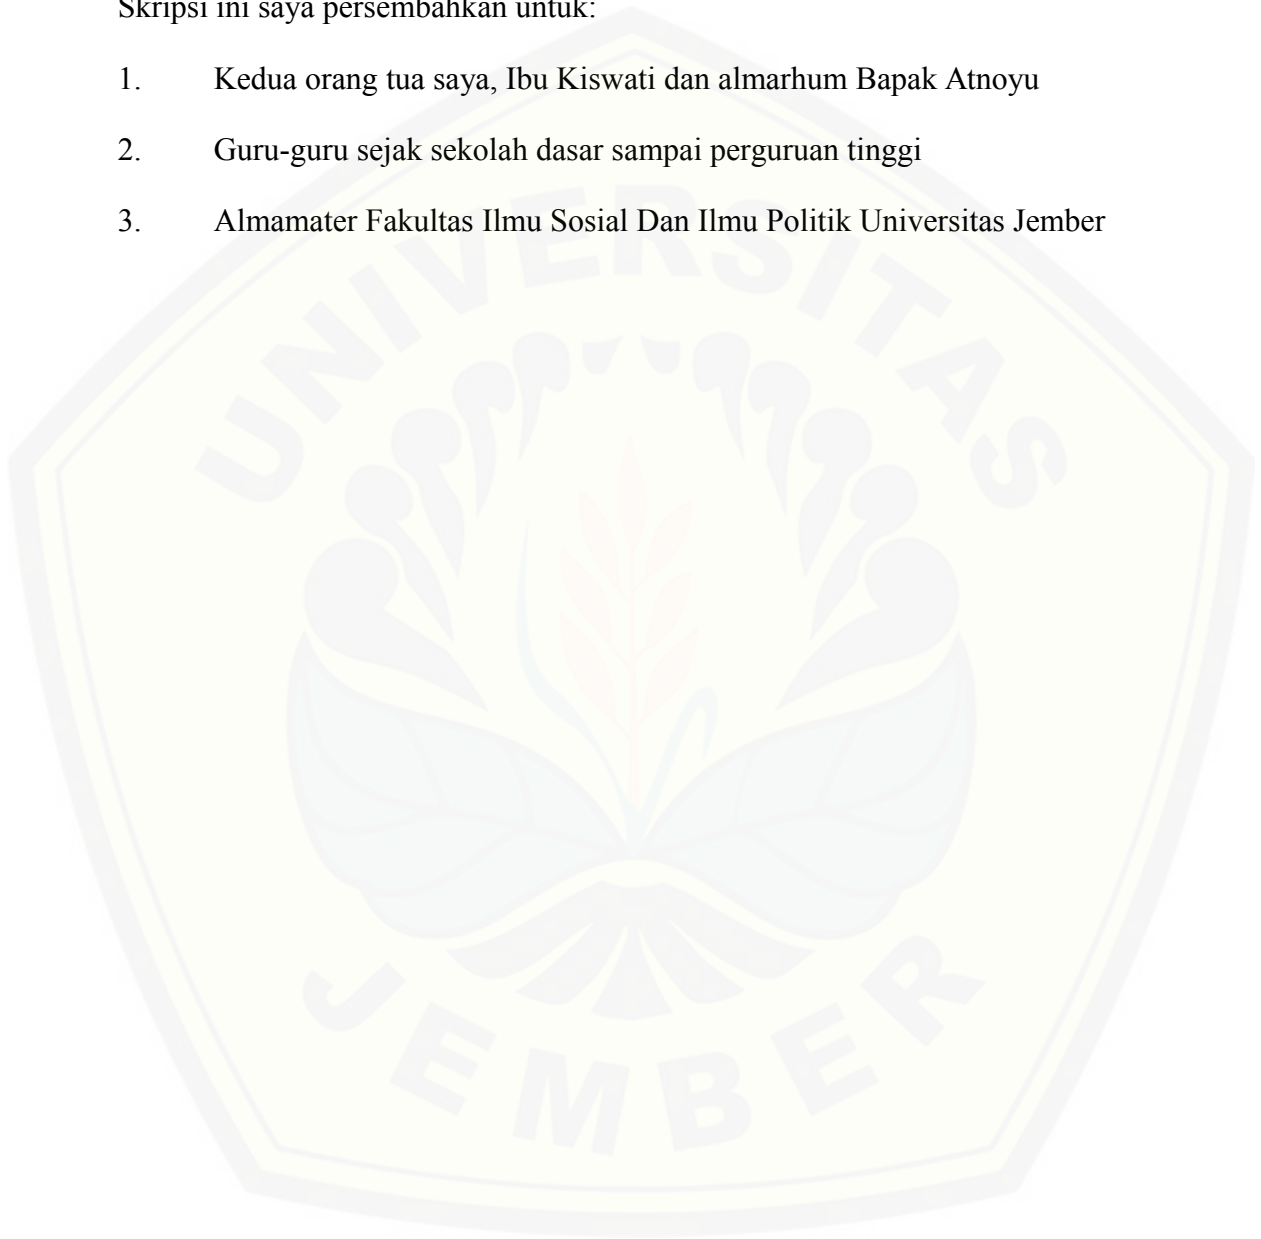 Skripsi ini saya persembahkan untuk:
1. Kedua orang tua saya, Ibu Kiswati dan almarhum Bapak Atnoyu
2. Guru-guru sejak sekolah dasar sampai perguruan tinggi
3. Almamater Fakultas Ilmu Sosial Dan Ilmu Politik Universitas Jember
UNIVERSITAS
JEMBER